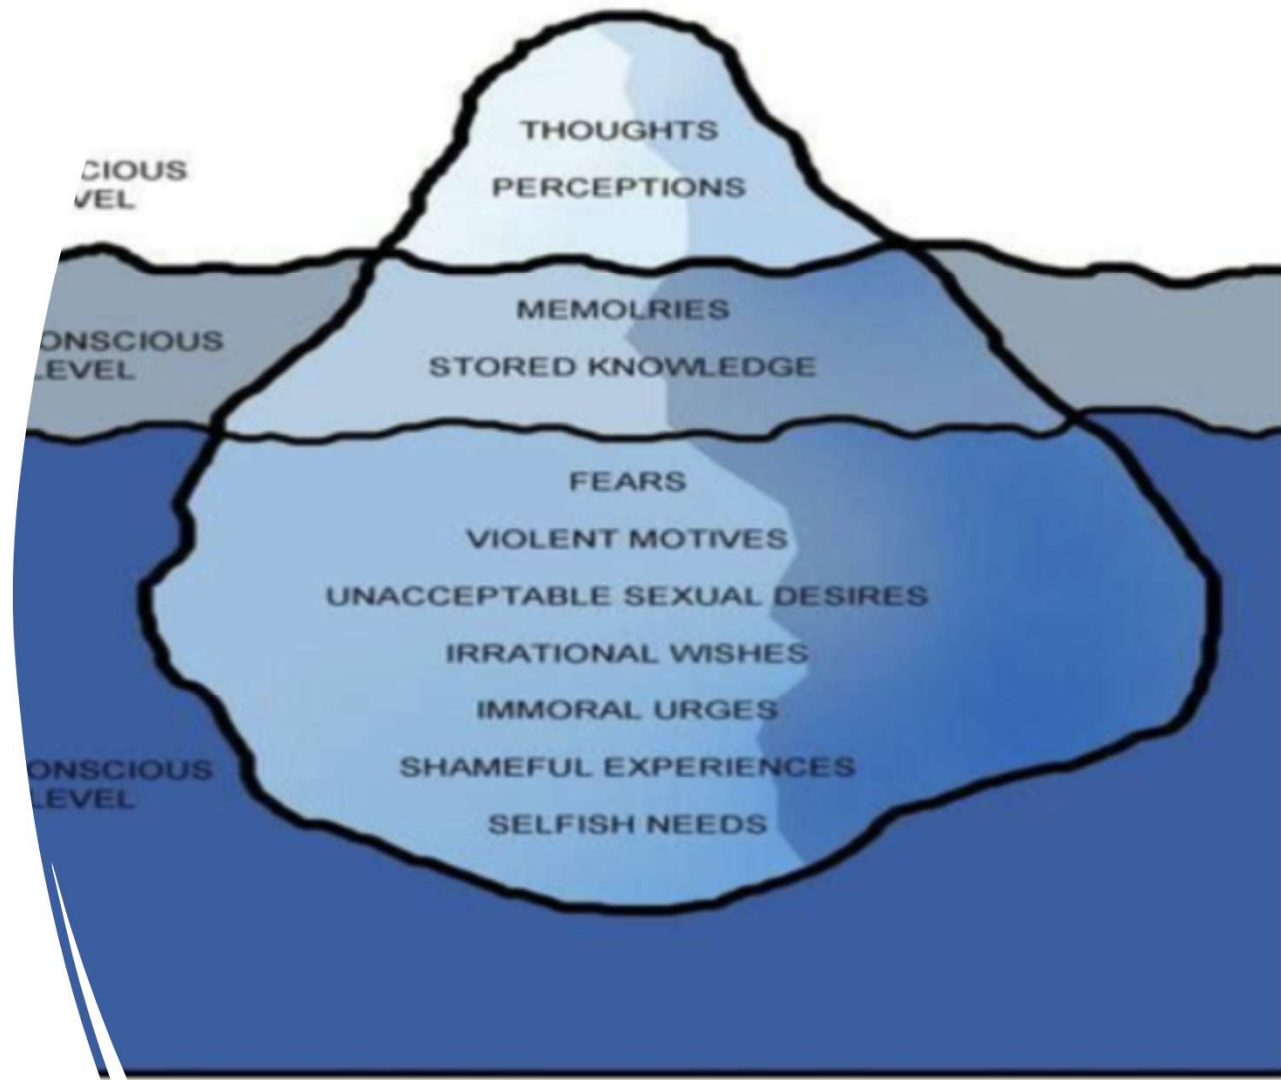 THOUGHTS
CIOUS
VEL
PERCEPTIONS
MEMOLRIES
ONSCIOUS
LEVEL
STORED KNOWLEDGE
FEARS
VIOLENT MOTIVES
UNACCEPTABLE SEXUAL DESIRES
IRRATIONAL WISHES
IMMORAL URGES
ONSCIOUS
LEVEL
SHAMEFUL EXPERIENCES
SELFISH NEEDS